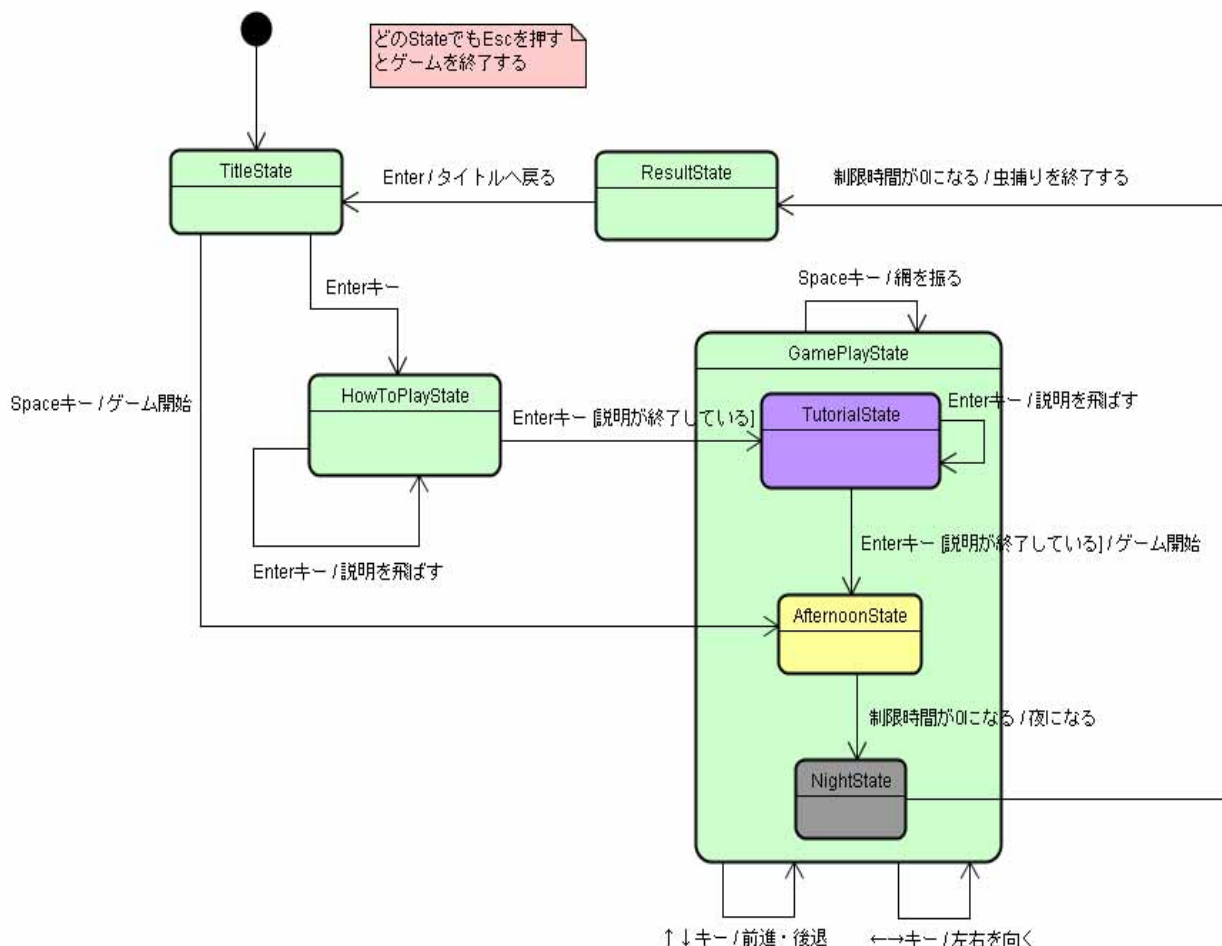 どのStateでもEscを押す
とゲームを終了する
TitleState
Enter / タイトルへ戻る
ResultState
制限時間が0になる / 虫捕りを終了する
Enterキー
Spaceキー / 網を振る
GamePlayState
HowToPlayState
Spaceキー / ゲーム開始
Enterキー [説明が終了している]
TutorialState
Enterキー / 説明を飛ばす
Enterキー / 説明を飛ばす
Enterキー [説明が終了している] / ゲーム開始
AfternoonState
制限時間が0になる / 夜になる
NightState
↑↓キー / 前進・後退
←→キー / 左右を向く